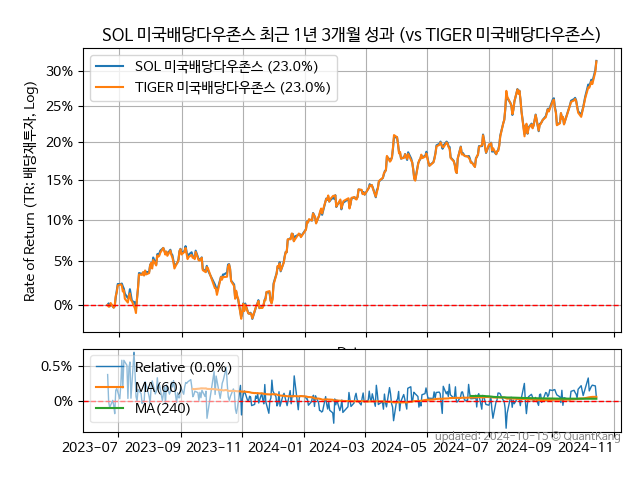 SOL 미국배당다우존스 최근 1년 3개월 성과 (vs TIGER 미국배당다우존스)
SOL 미국배당다우존스 (23.0%)
TIGER 미국배당다우존스 (23.0%)
Rate of Return (TR: 배당재투자, Log)
30%
25%
20%
15%
10%
5%
0%
Relative (0.0%)
MA(60)
MA(240)
0.5%
0%
updated: 2024-10-15 © QuantKang
2023-07 2023-09 2023-11 2024-01 2024-03 2024-05 2024-07 2024-09 2024-11